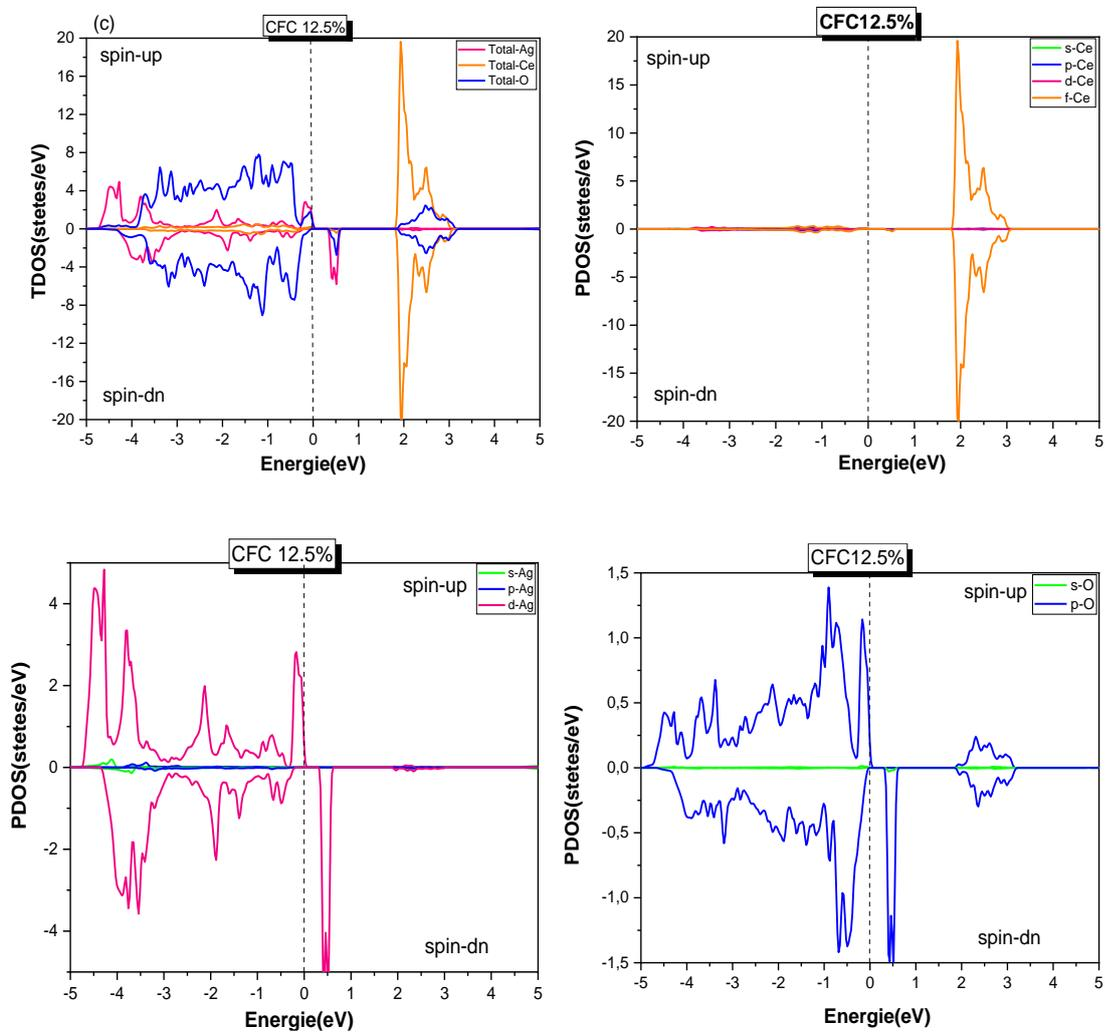 (c)
CFC 12.5%
spin-up
Total-Ag
Total-Ce
Total-O
20
16
12
8
4
0
-4
-8
-12
-16
-20
TDOS(stetes/eV)
spin-dn
-5 -4 -3 -2 -1 0 1 2 3 4 5
Energie(eV)
CFC12.5%
spin-up
s-Ce
p-Ce
d-Ce
f-Ce
20
15
10
5
0
-5
-10
-15
-20
PDOS(stetes/eV)
spin-dn
-5 -4 -3 -2 -1 0 1 2 3 4 5
Energie(eV)
CFC 12.5%
spin-up
s-Ag
p-Ag
d-Ag
4
2
0
-2
-4
PDOS(stetes/eV)
spin-dn
-5 -4 -3 -2 -1 0 1 2 3 4 5
Energie(eV)
CFC12.5%
spin-up
s-O
p-O
1,5
1,0
0,5
0,0
-0,5
-1,0
-1,5
PDOS(stetes/eV)
spin-dn
-5 -4 -3 -2 -1 0 1 2 3 4 5
Energie(eV)